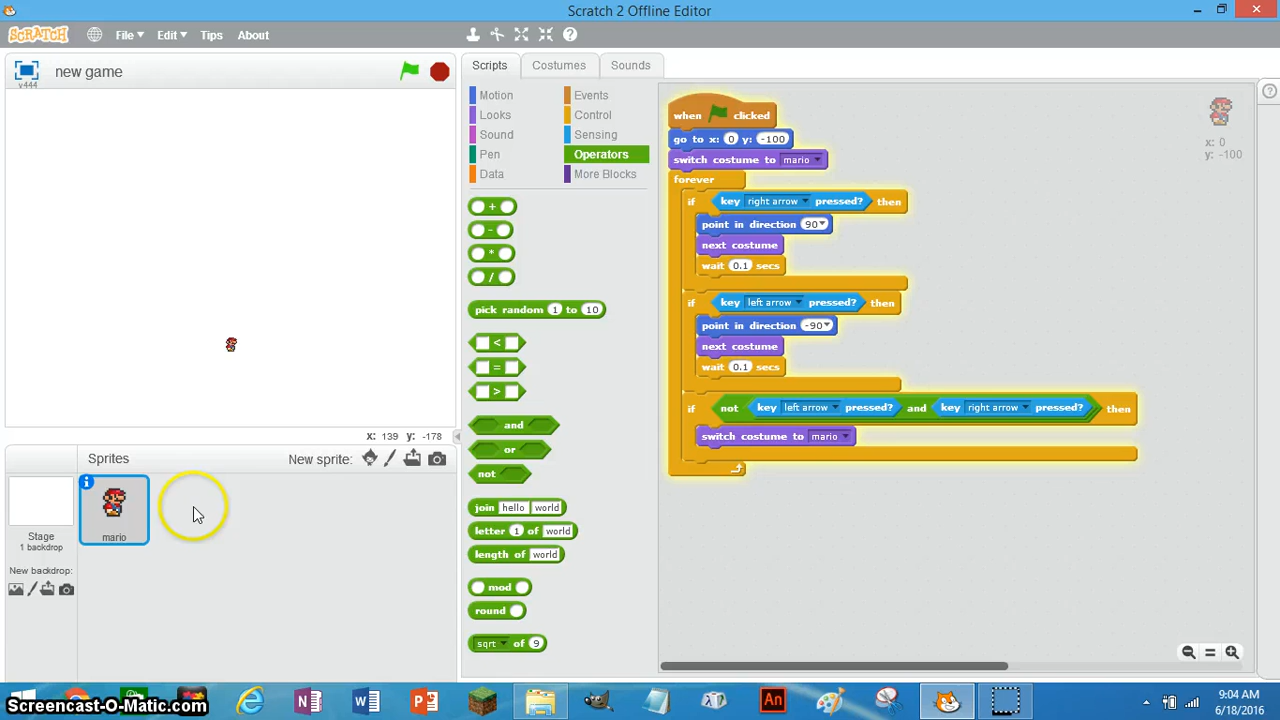 Scratch 2 Offline Editor
SCRATCH File Edit Tips About
new game
v444
Scripts Costumes Sounds
Motion Events
Looks Control
Sound Sensing
Pen Operators
Data More Blocks
+
-
*
/
pick random 1 to 10
<
=
>
and
or
not
join hello world
letter 1 of world
length of world
mod
round
sqrt of 9
when clicked
go to x: 0 y: -100
switch costume to mario
forever
if key right arrow pressed? then
point in direction 90
next costume
wait 0.1 secs
if key left arrow pressed? then
point in direction -90
next costume
wait 0.1 secs
if not key left arrow pressed? and key right arrow pressed? then
switch costume to mario
x: 0
y: -100
x: 139 y: -178
Sprites New sprite:
mario
Stage
1 backdrop
New backdrop:
Screencast-O-Matic.com
An
9:04 AM
6/18/2016